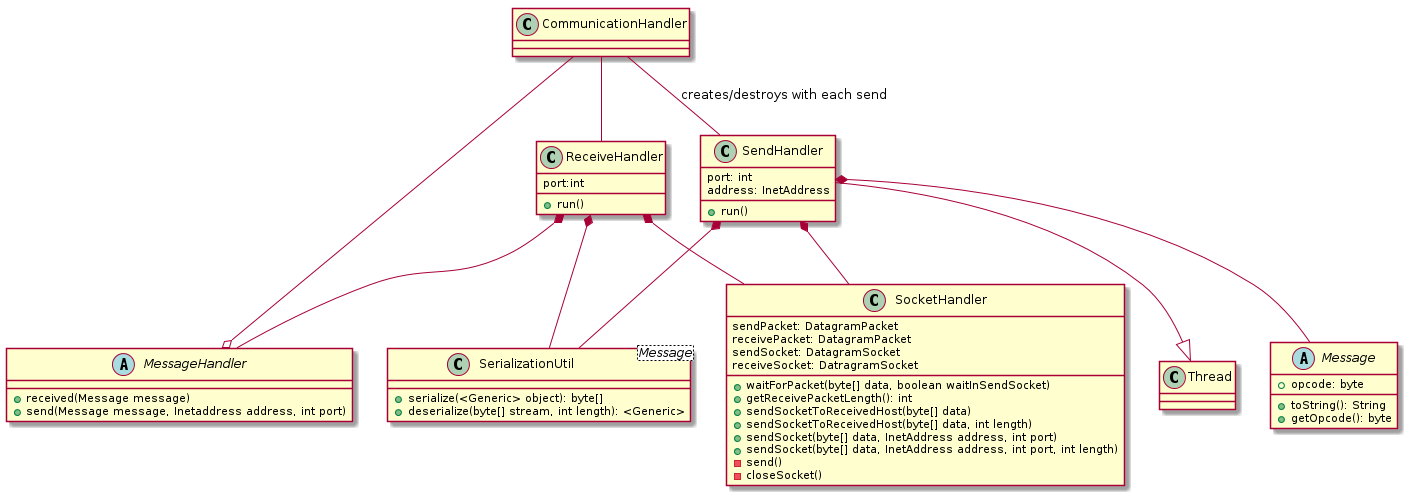 C CommunicationHandler
creates/destroys with each send
C ReceiveHandler
port:int
run()
C SendHandler
port: int
address: InetAddress
run()
A MessageHandler
received(Message message)
send(Message message, Inetaddress address, int port)
C SerializationUtil
Message
serialize(<Generic> object): byte[]
deserialize(byte[] stream, int length): <Generic>
C SocketHandler
sendPacket: DatagramPacket
receivePacket: DatagramPacket
sendSocket: DatagramSocket
receiveSocket: DatragramSocket
waitForPacket(byte[] data, boolean waitInSendSocket)
getReceivePacketLength(): int
sendSocketToReceivedHost(byte[] data)
sendSocketToReceivedHost(byte[] data, int length)
sendSocket(byte[] data, InetAddress address, int port)
sendSocket(byte[] data, InetAddress address, int port, int length)
send()
closeSocket()
C Thread
A Message
opcode: byte
toString(): String
getOpcode(): byte